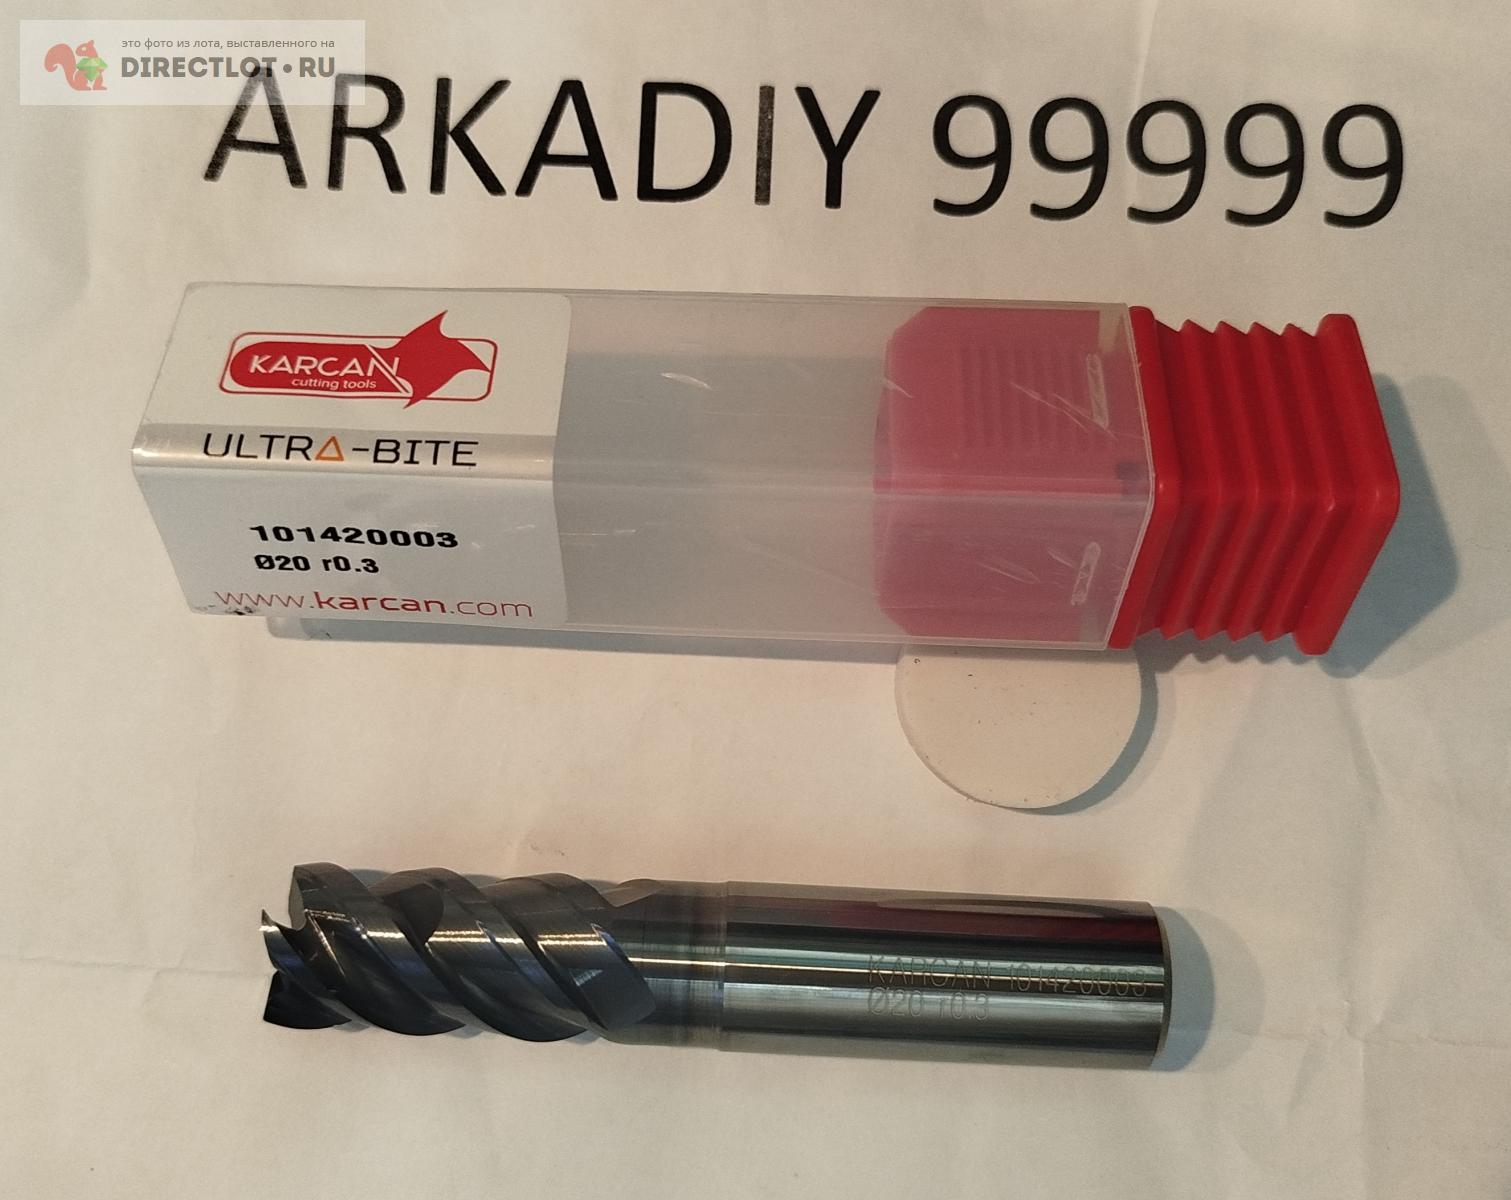 это фото из лота, выставленного на
DIRECTLOT•RU
ARKADIY 99999
KARCAN
cutting tools
ULTRA-BITE
101420003
Ø20 r0.3
www.karcan.com
KARCAN 101420003
Ø20 r0.3